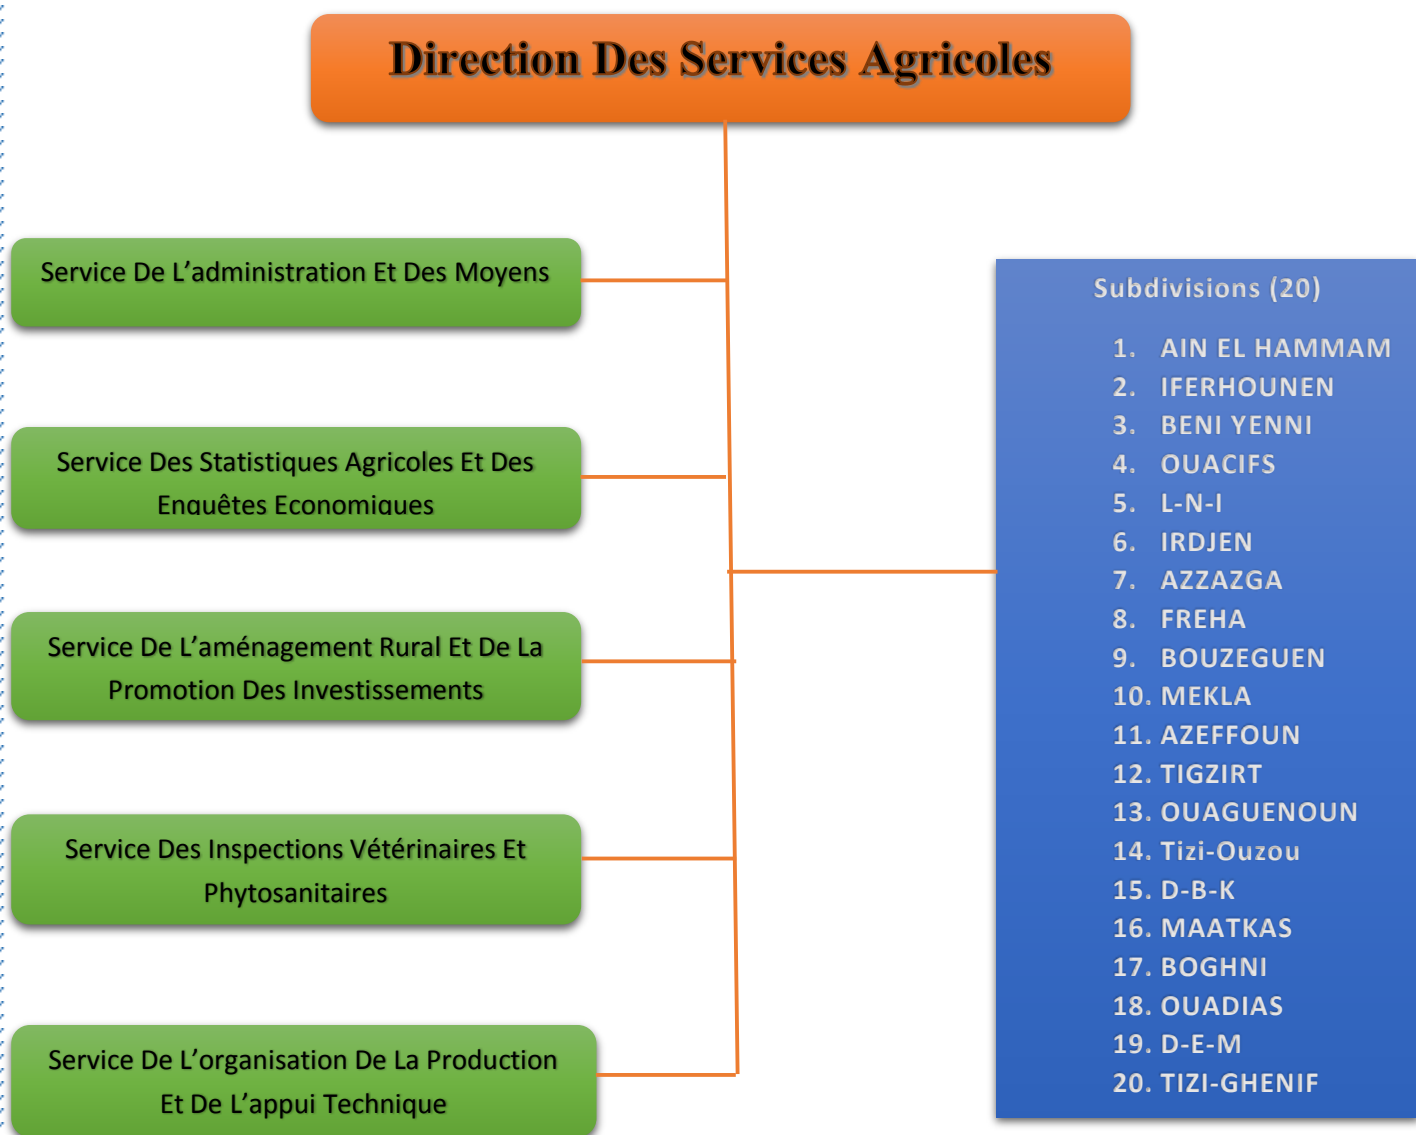 Direction Des Services Agricoles
Service De L’administration Et Des Moyens
Service Des Statistiques Agricoles Et Des
Enquêtes Economiques
Service De L’aménagement Rural Et De La
Promotion Des Investissements
Service Des Inspections Vétérinaires Et
Phytosanitaires
Service De L’organisation De La Production
Et De L’appui Technique
Subdivisions (20)
1. AIN EL HAMMAM
2. IFERHOUNEN
3. BENI YENNI
4. OUACIFS
5. L-N-I
6. IRDJEN
7. AZZAZGA
8. FREHA
9. BOUZEGUEN
10. MEKLA
11. AZEFFOUN
12. TIGZIRT
13. OUAGUENOUN
14. Tizi-Ouzou
15. D-B-K
16. MAATKAS
17. BOGHNI
18. OUADIAS
19. D-E-M
20. TIZI-GHENIF